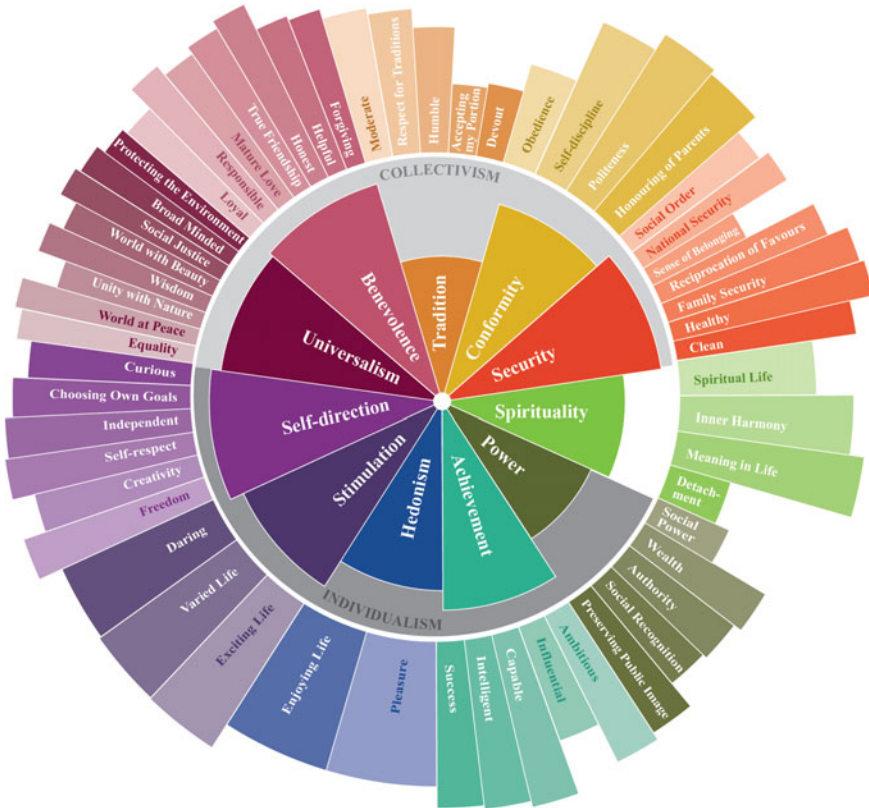 COLLECTIVISM
INDIVIDUALISM
Tradition
Conformity
Security
Spirituality
Power
Achievement
Hedonism
Stimulation
Self-direction
Universalism
Benevolence
Moderate
Respect for Traditions
Humble
Accepting
my Portion
Devout
Obedience
Self-discipline
Politeness
Honouring of Parents
Social Order
National Security
Sense of Belonging
Reciprocation of Favours
Family Security
Healthy
Clean
Spiritual Life
Inner Harmony
Meaning in Life
Detach-
ment
Social
Power
Wealth
Authority
Social Recognition
Preserving Public Image
Ambitious
Influential
Capable
Intelligent
Success
Pleasure
Enjoying Life
Exciting Life
Varied Life
Daring
Freedom
Creativity
Self-respect
Independent
Choosing Own Goals
Curious
Equality
World at Peace
Unity with Nature
Wisdom
World with Beauty
Social Justice
Broad Minded
Protecting the Environment
Loyal
Responsible
Mature Love
True Friendship
Honest
Helpful
Forgiving